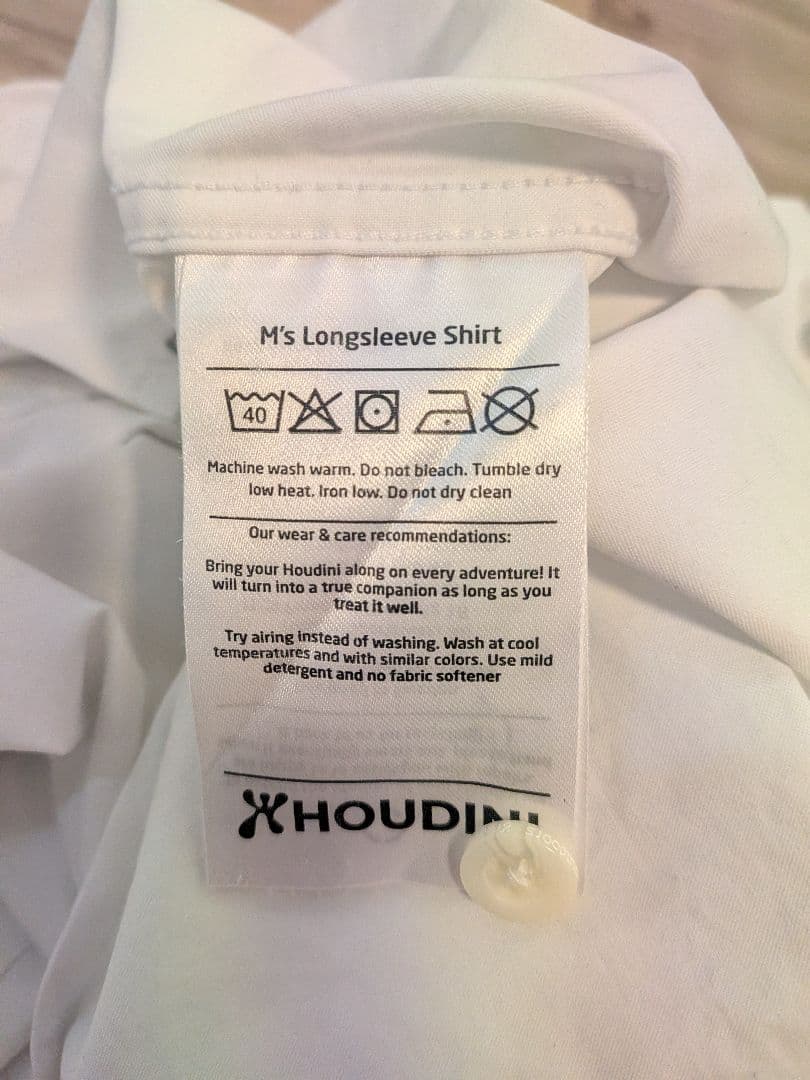 M's Longsleeve Shirt
40
Machine wash warm. Do not bleach. Tumble dry
low heat. Iron low. Do not dry clean
Our wear & care recommendations:
Bring your Houdini along on every adventure! It
will turn into a true companion as long as you
treat it well.
Try airing instead of washing. Wash at cool
temperatures and with similar colors. Use mild
detergent and no fabric softener
HOUDINI